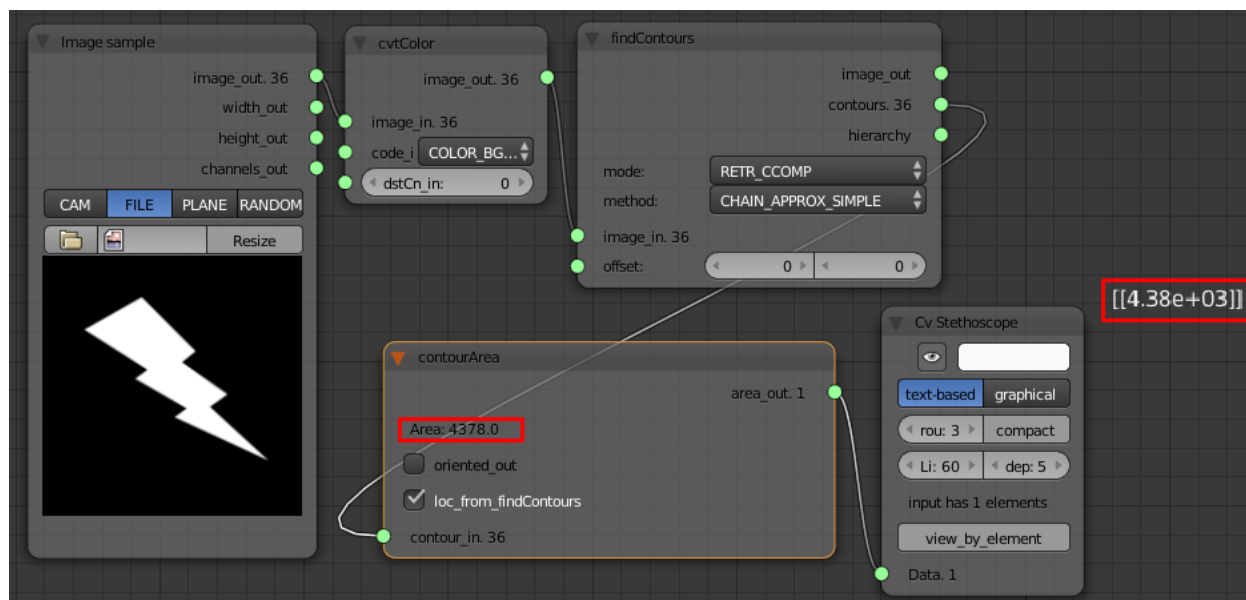 Image sample
image_out. 36
width_out
height_out
channels_out
CAM FILE PLANE RANDOM
Resize
cvtColor
image_out. 36
image_in. 36
code_i COLOR_BG...
dstCn_in: 0
findContours
image_out
contours. 36
hierarchy
mode: RETR_CCOMP
method: CHAIN_APPROX_SIMPLE
image_in. 36
offset: 0 0
contourArea
area_out. 1
Area: 4378.0
oriented_out
loc_from_findContours
contour_in. 36
[[4.38e+03]]
Cv Stethoscope
text-based graphical
rou: 3 compact
Li: 60 dep: 5
input has 1 elements
view_by_element
Data. 1